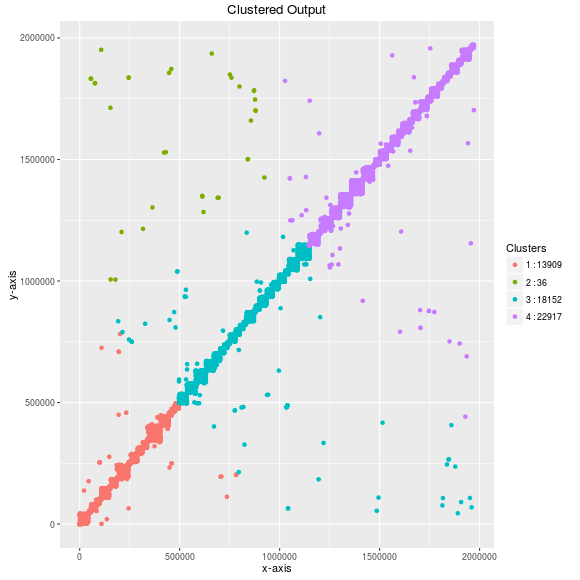 Clustered Output
2000000
1500000
1000000
500000
0
y-axis
0 500000 1000000 1500000 2000000
x-axis
Clusters
1 : 13909
2 : 36
3 : 18152
4 : 22917